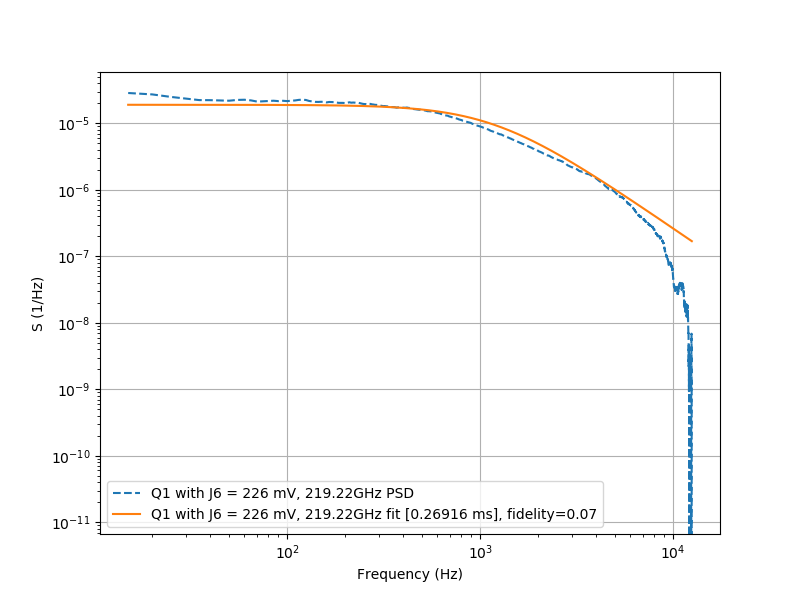 S (1/Hz)
10⁻⁵
10⁻⁶
10⁻⁷
10⁻⁸
10⁻⁹
10⁻¹⁰
10⁻¹¹
Q1 with J6 = 226 mV, 219.22GHz PSD
Q1 with J6 = 226 mV, 219.22GHz fit [0.26916 ms], fidelity=0.07
10² 10³ 10⁴
Frequency (Hz)